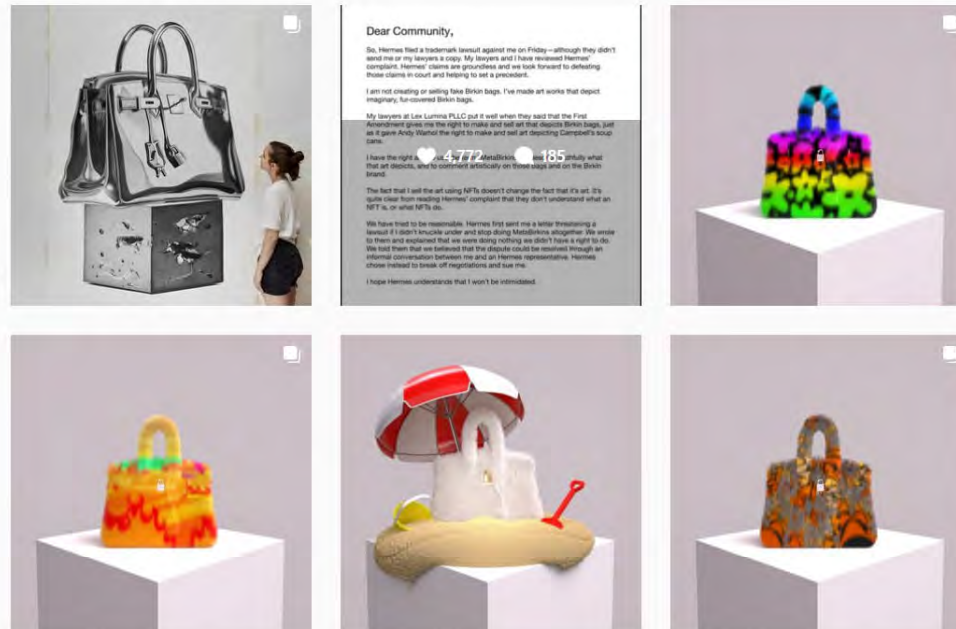 Dear Community,
So, Hermes filed a trademark lawsuit against me on Friday—although they didn't
send me or my lawyers a copy. My lawyers and I have reviewed Hermes'
complaint. Hermes' claims are groundless and we look forward to defeating
those claims in court and helping to set a precedent.
I am not creating or selling fake Birkin bags. I've made art works that depict
imaginary, fur-covered Birkin bags.
My lawyers at Lex Lumina PLLC put it well when they said that the First
Amendment gives me the right to make and sell art that depicts Birkin bags, just
as it gave Andy Warhol the right to make and sell art depicting Campbell's soup
cans.
4,772 185
I have the right MetaBirkins what
that art depicts, and to comment artistically on those bags and on the Birkin
brand.
The fact that I sell the art using NFTs doesn't change the fact that it's art. It's
quite clear from reading Hermes' complaint that they don't understand what an
NFT is, or what NFTs do.
We have tried to be reasonable. Hermes first sent me a letter threatening a
lawsuit if I didn't knuckle under and stop doing MetaBirkins altogether. We wrote
to them and explained that we were doing nothing we didn't have a right to do.
We told them that we believed that the dispute could be resolved through an
informal conversation between me and an Hermes representative. Hermes
chose instead to break off negotiations and sue me.
I hope Hermes understands that I won't be intimidated.